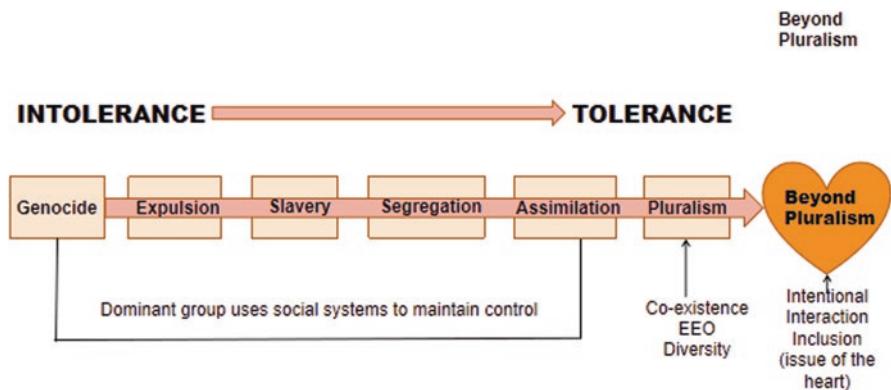 Beyond
Pluralism
INTOLERANCE
TOLERANCE
Genocide
Expulsion
Slavery
Segregation
Assimilation
Pluralism
Beyond
Pluralism
Dominant group uses social systems to maintain control
Co-existence
EEO
Diversity
Intentional
Interaction
Inclusion
(issue of the
heart)